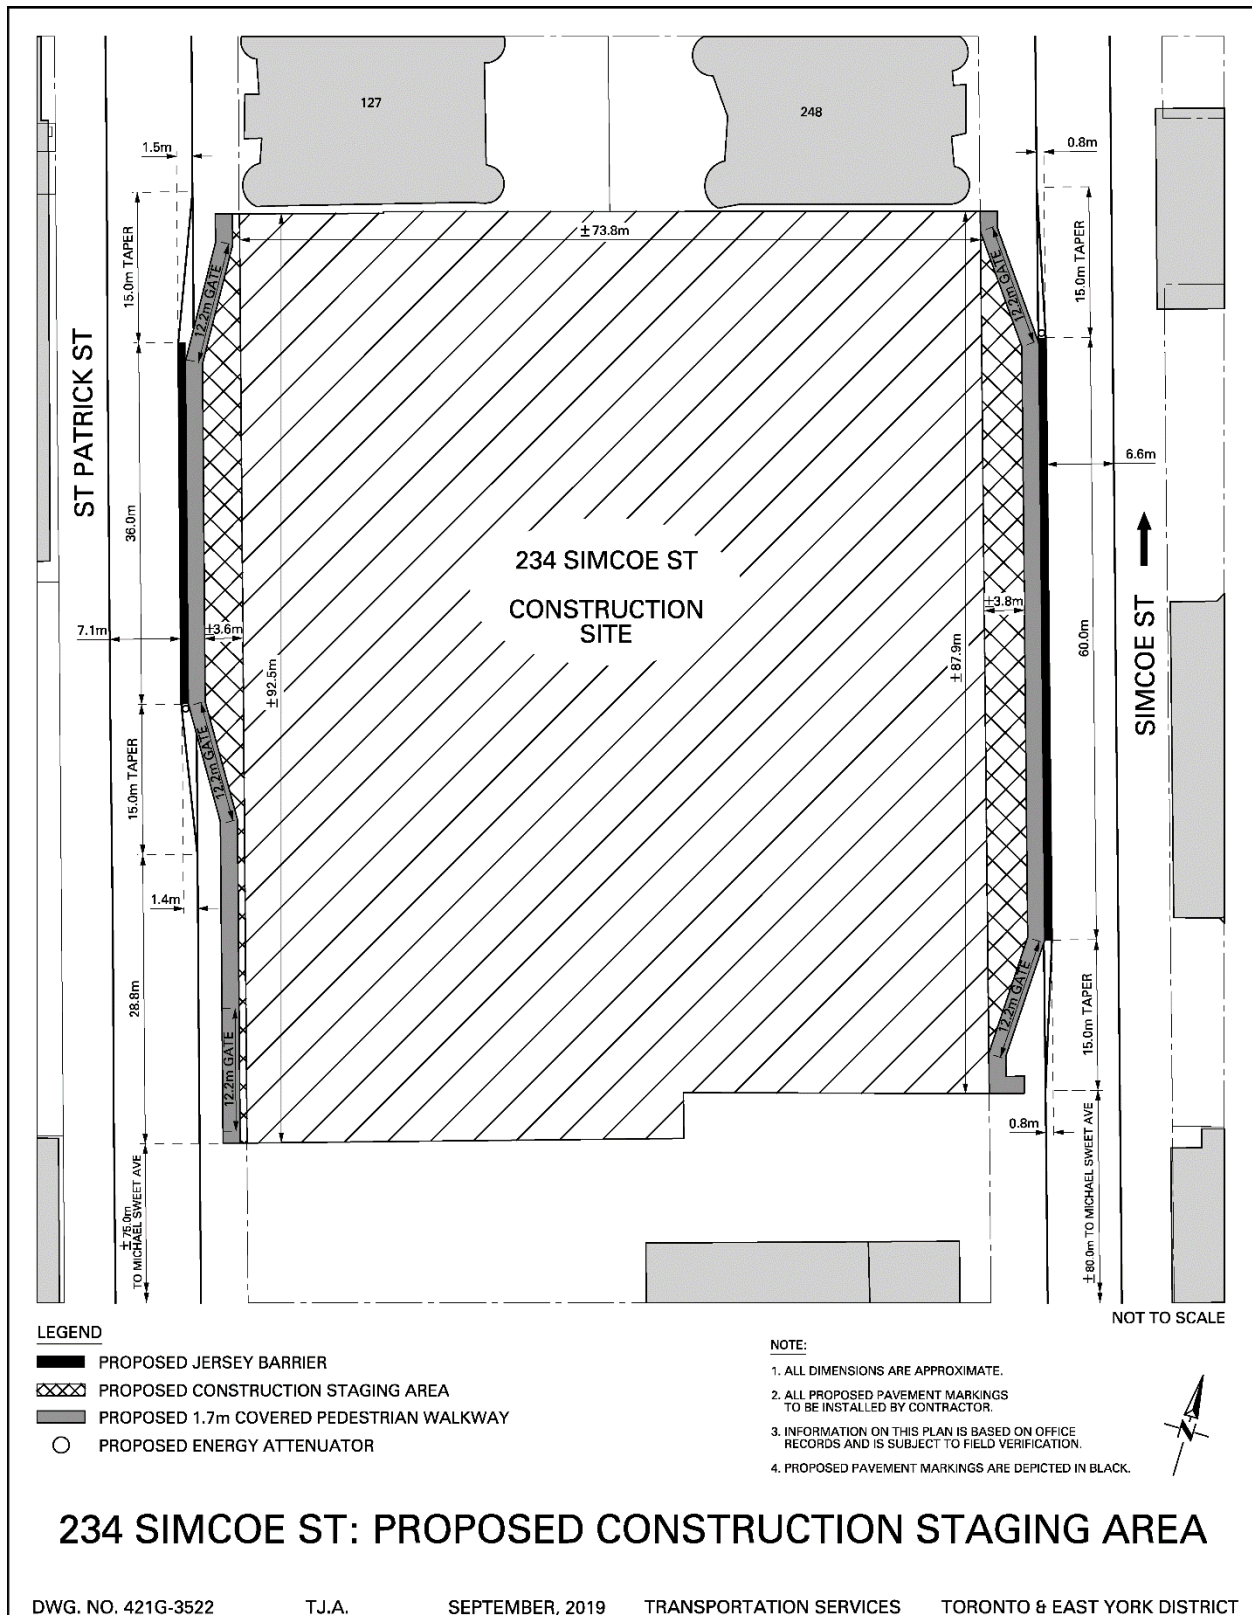 127
248
1.5m
0.8m
±73.8m
15.0m TAPER
12.2m GATE
12.2m GATE
15.0m TAPER
ST PATRICK ST
36.0m
6.6m
234 SIMCOE ST
CONSTRUCTION
SITE
7.1m
±3.6m
±92.5m
±3.8m
±87.9m
60.0m
SIMCOE ST
15.0m TAPER
12.2m GATE
1.4m
28.8m
12.2m GATE
12.2m GATE
15.0m TAPER
0.8m
±75.0m
TO MICHAEL SWEET AVE
±80.0m TO MICHAEL SWEET AVE
NOT TO SCALE
LEGEND
PROPOSED JERSEY BARRIER
PROPOSED CONSTRUCTION STAGING AREA
PROPOSED 1.7m COVERED PEDESTRIAN WALKWAY
PROPOSED ENERGY ATTENUATOR
NOTE:
1. ALL DIMENSIONS ARE APPROXIMATE.
2. ALL PROPOSED PAVEMENT MARKINGS
TO BE INSTALLED BY CONTRACTOR.
3. INFORMATION ON THIS PLAN IS BASED ON OFFICE
RECORDS AND IS SUBJECT TO FIELD VERIFICATION.
4. PROPOSED PAVEMENT MARKINGS ARE DEPICTED IN BLACK.
N
234 SIMCOE ST: PROPOSED CONSTRUCTION STAGING AREA
DWG. NO. 421G-3522 T.J.A. SEPTEMBER, 2019 TRANSPORTATION SERVICES TORONTO & EAST YORK DISTRICT